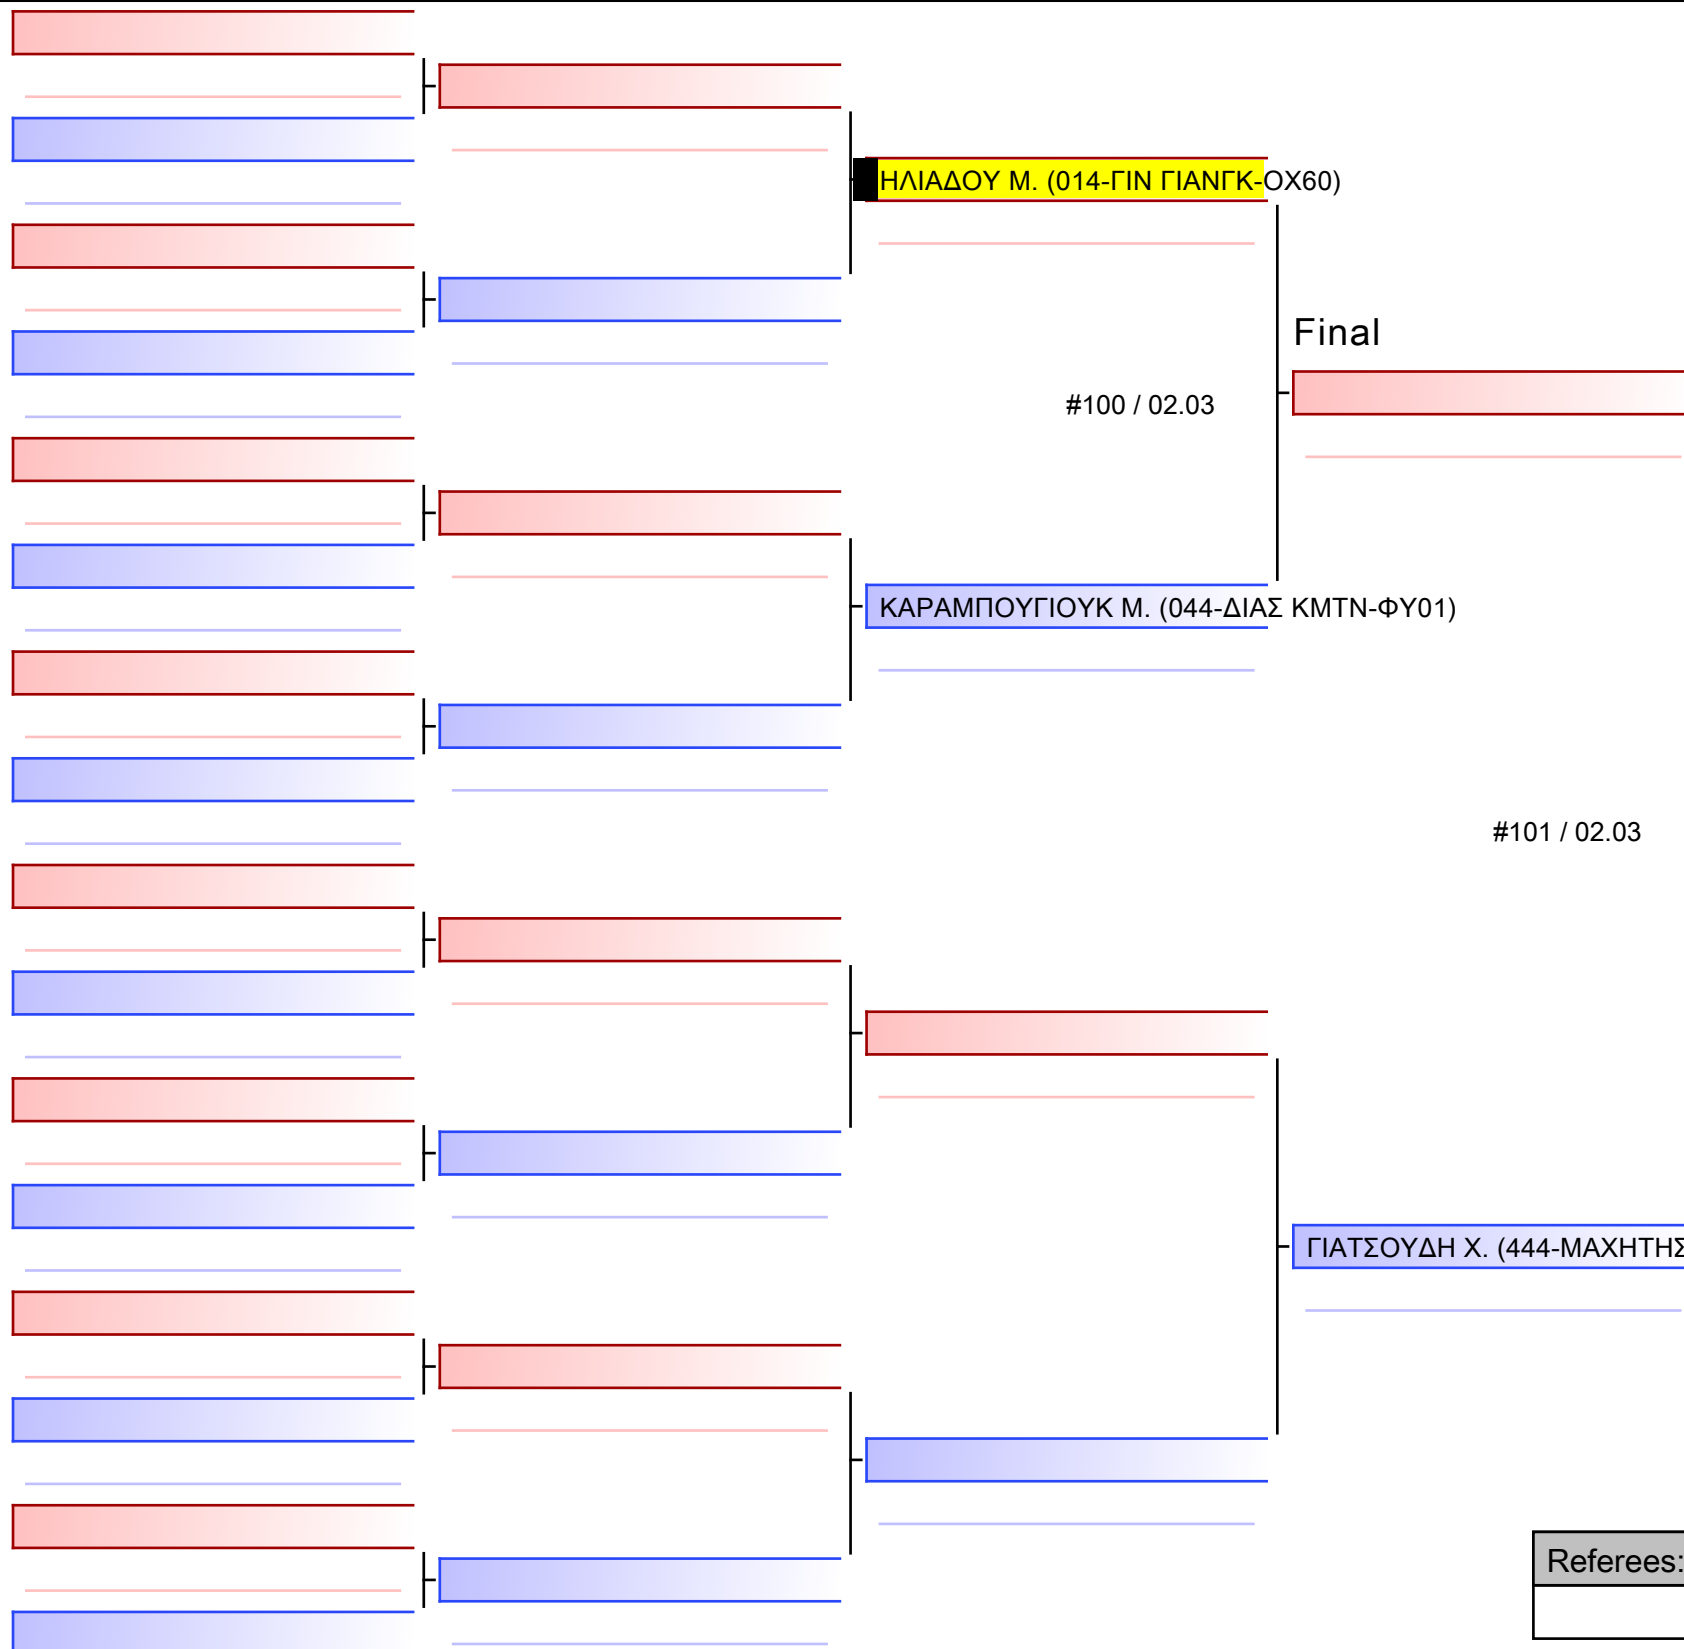 ΗΛΙΑΔΟΥ Μ. (014-ΓΙΝ ΓΙΑΝΓΚ-ΟΧ60)
Final
#100 / 02.03
ΚΑΡΑΜΠΟΥΓΙΟΥΚ Μ. (044-ΔΙΑΣ ΚΜΤΝ-ΦΥ01)
#101 / 02.03
ΓΙΑΤΣΟΥΔΗ Χ. (444-ΜΑΧΗΤΗΣ
Referees: